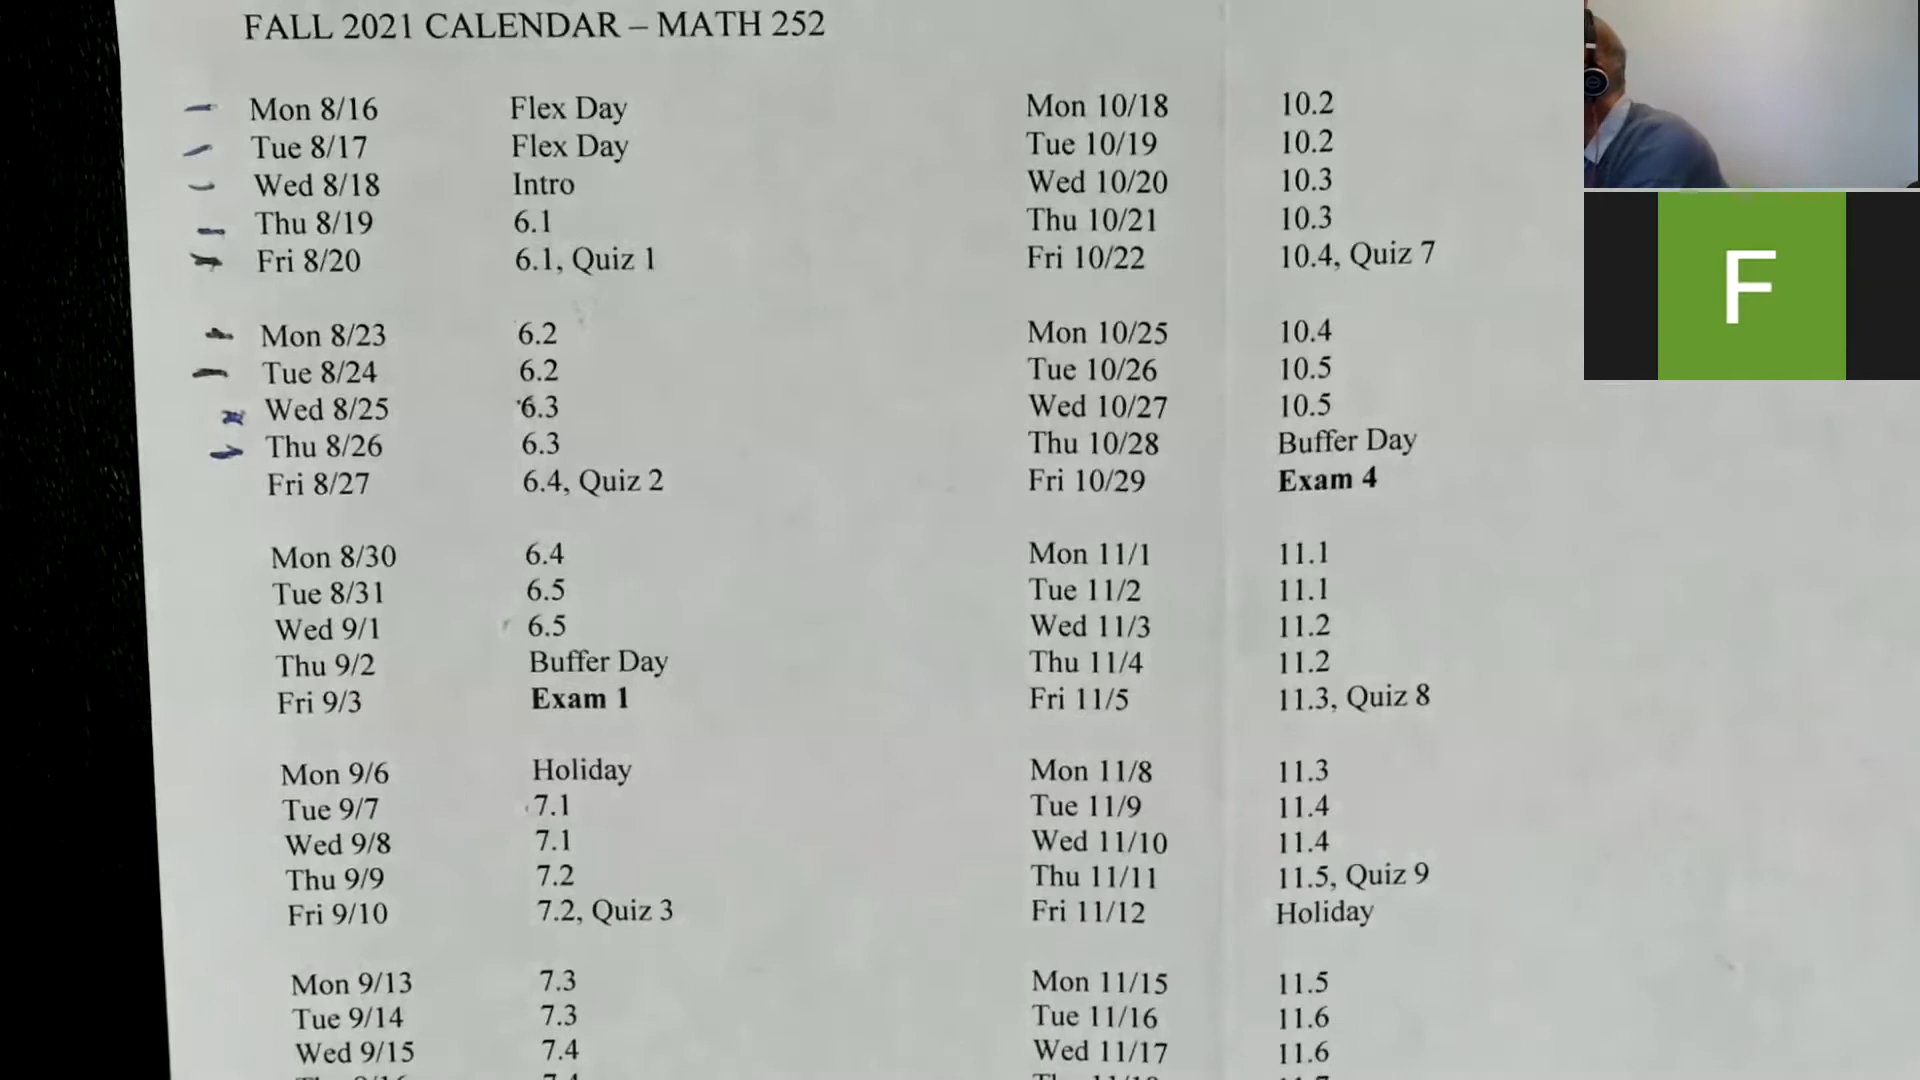 FALL 2021 CALENDAR – MATH 252
Mon 8/16 Flex Day
Tue 8/17 Flex Day
Wed 8/18 Intro
Thu 8/19 6.1
Fri 8/20 6.1, Quiz 1
Mon 8/23 6.2
Tue 8/24 6.2
Wed 8/25 6.3
Thu 8/26 6.3
Fri 8/27 6.4, Quiz 2
Mon 8/30 6.4
Tue 8/31 6.5
Wed 9/1 6.5
Thu 9/2 Buffer Day
Fri 9/3 Exam 1
Mon 9/6 Holiday
Tue 9/7 7.1
Wed 9/8 7.1
Thu 9/9 7.2
Fri 9/10 7.2, Quiz 3
Mon 9/13 7.3
Tue 9/14 7.3
Wed 9/15 7.4
Mon 10/18 10.2
Tue 10/19 10.2
Wed 10/20 10.3
Thu 10/21 10.3
Fri 10/22 10.4, Quiz 7
Mon 10/25 10.4
Tue 10/26 10.5
Wed 10/27 10.5
Thu 10/28 Buffer Day
Fri 10/29 Exam 4
Mon 11/1 11.1
Tue 11/2 11.1
Wed 11/3 11.2
Thu 11/4 11.2
Fri 11/5 11.3, Quiz 8
Mon 11/8 11.3
Tue 11/9 11.4
Wed 11/10 11.4
Thu 11/11 11.5, Quiz 9
Fri 11/12 Holiday
Mon 11/15 11.5
Tue 11/16 11.6
Wed 11/17 11.6
F